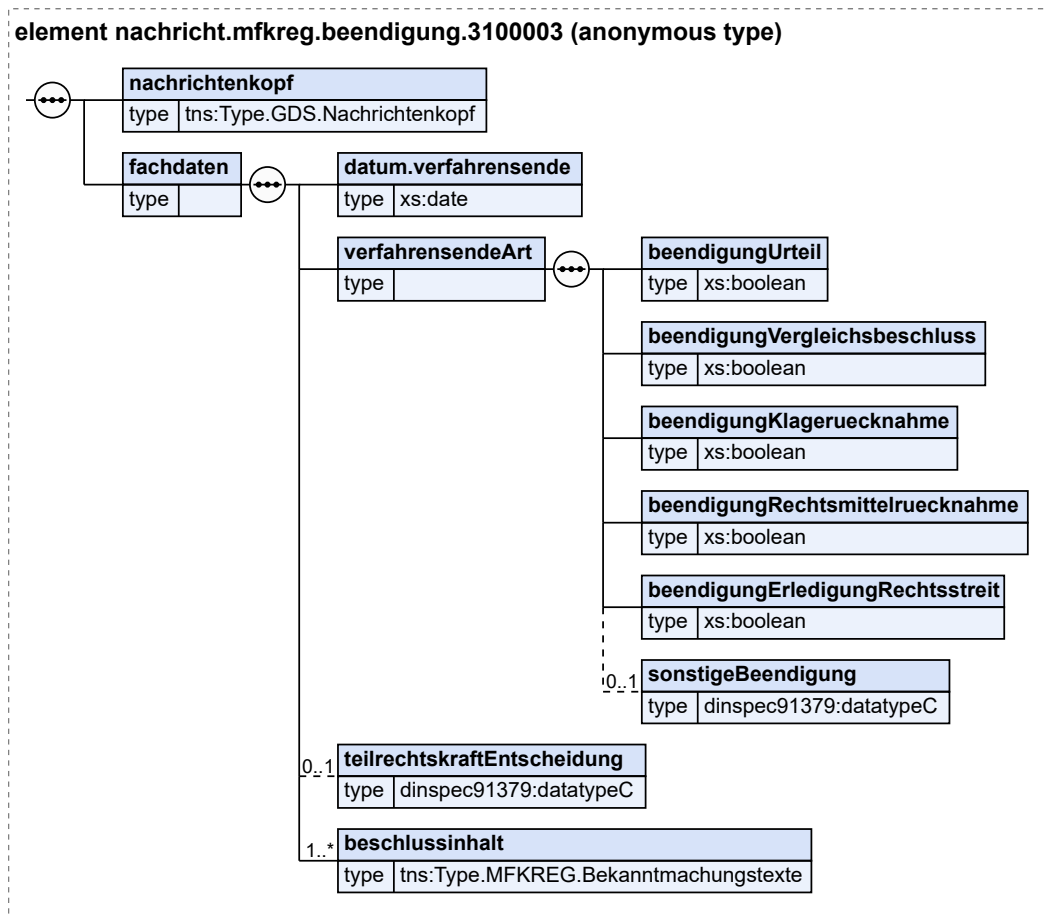 element nachricht.mfkreg.beendigung.3100003 (anonymous type)
nachrichtenkopf
type tns:Type.GDS.Nachrichtenkopf
fachdaten
type
datum.verfahrensende
type xs:date
verfahrensendeArt
type
beendigungUrteil
type xs:boolean
beendigungVergleichsbeschluss
type xs:boolean
beendigungKlageruecknahme
type xs:boolean
beendigungRechtsmittelruecknahme
type xs:boolean
beendigungErledigungRechtsstreit
type xs:boolean
0..1 sonstigeBeendigung
type dinspec91379:datatypeC
0..1 teilrechtskraftEntscheidung
type dinspec91379:datatypeC
1..* beschlussinhalt
type tns:Type.MFKREG.Bekanntmachungstexte